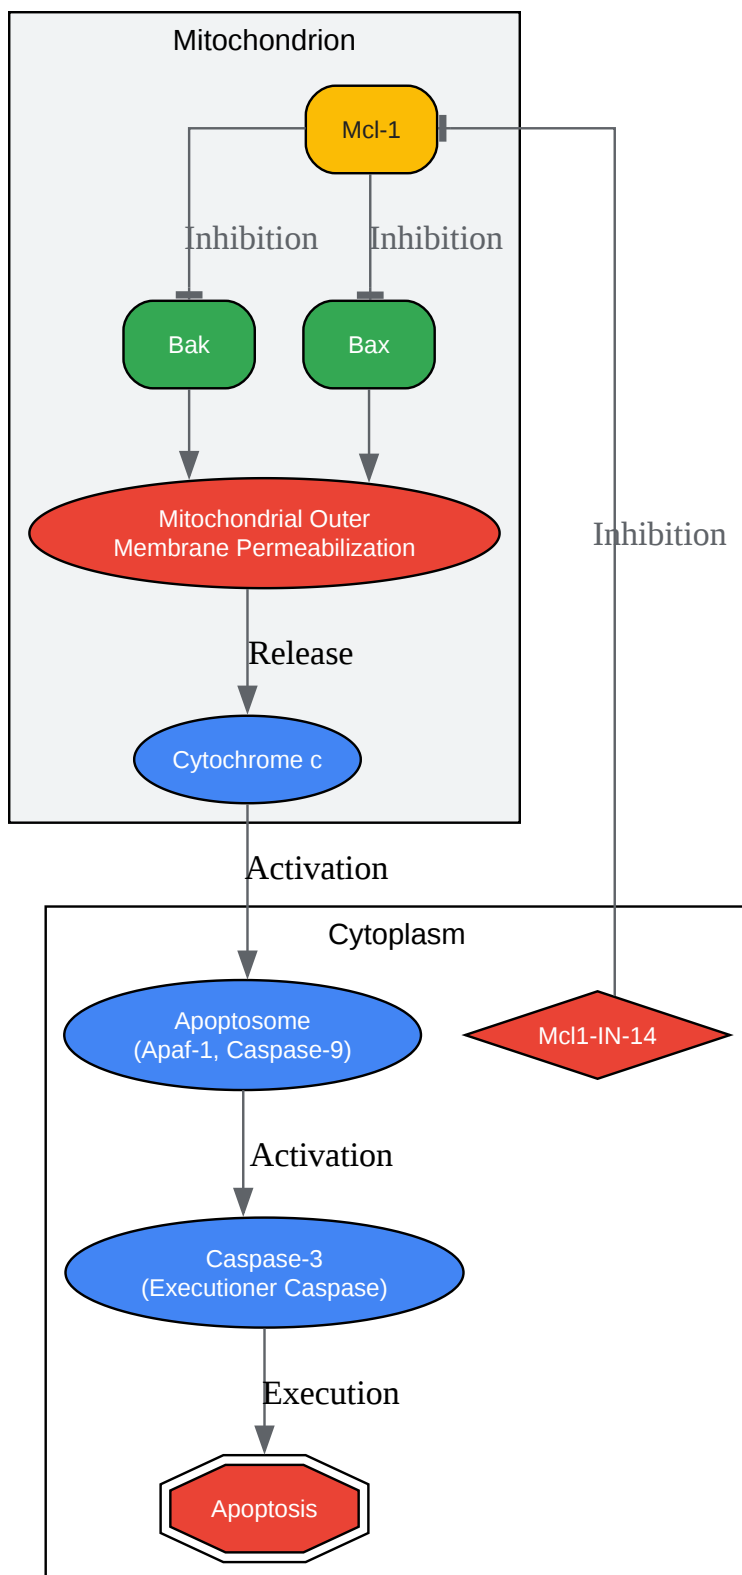 Mitochondrion
Mcl-1
Inhibition
Inhibition
Bak
Bax
Mitochondrial Outer
Membrane Permeabilization
Inhibition
Release
Cytochrome c
Activation
Cytoplasm
Apoptosome
(Apaf-1, Caspase-9)
Mcl1-IN-14
Activation
Caspase-3
(Executioner Caspase)
Execution
Apoptosis